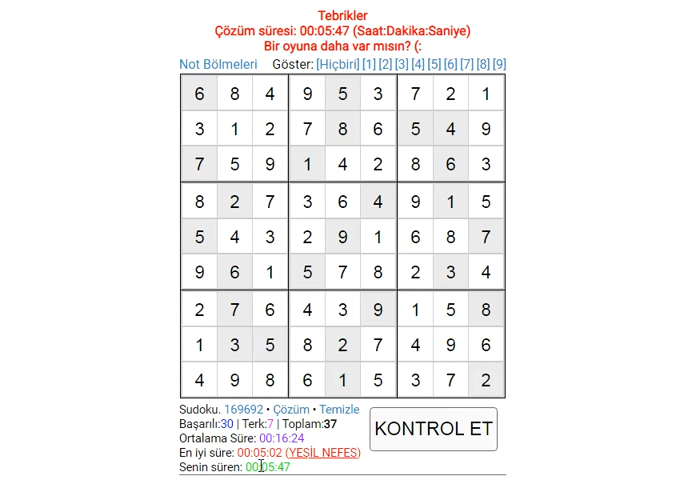 Tebrikler
Çözüm süresi: 00:05:47 (Saat:Dakika:Saniye)
Bir oyuna daha var mısın? (:
Not Bölmeleri Göster: [Hiçbiri] [1] [2] [3] [4] [5] [6] [7] [8] [9]
6 8 4 9 5 3 7 2 1
3 1 2 7 8 6 5 4 9
7 5 9 1 4 2 8 6 3
8 2 7 3 6 4 9 1 5
5 4 3 2 9 1 6 8 7
9 6 1 5 7 8 2 3 4
2 7 6 4 3 9 1 5 8
1 3 5 8 2 7 4 9 6
4 9 8 6 1 5 3 7 2
Sudoku. 169692 • Çözüm • Temizle
Başarılı:30 | Terk:7 | Toplam:37
Ortalama Süre: 00:16:24
En iyi süre: 00:05:02 (YEŞİL NEFES)
Senin süren: 00:05:47
KONTROL ET